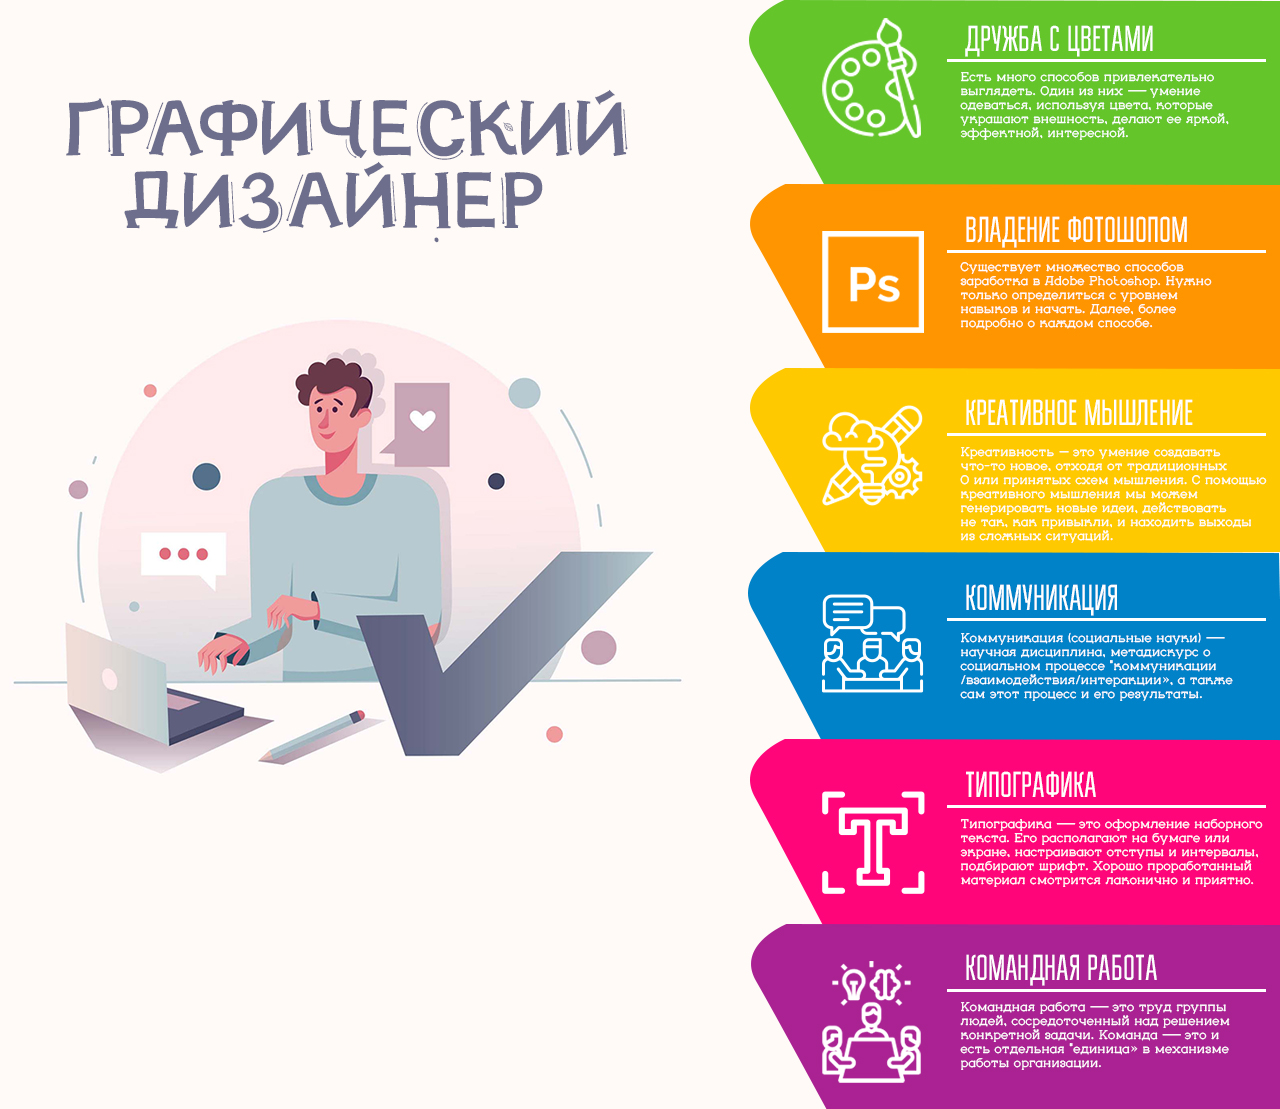 ГРАФИЧЕСКИЙ
ДИЗАЙНЕР
ДРУЖБА С ЦВЕТАМИ
Есть много способов привлекательно
выглядеть. Один из них — умение
одеваться, используя цвета, которые
украшают внешность, делают ее яркой,
эффектной, интересной.
Ps
ВЛАДЕНИЕ ФОТОШОПОМ
Существует множество способов
заработка в Adobe Photoshop. Нужно
только определиться с уровнем
навыков и начать. Далее, более
подробно о каждом способе.
КРЕАТИВНОЕ МЫШЛЕНИЕ
Креативность – это умение создавать
что-то новое, отходя от традиционных
О или принятых схем мышления. С помощью
креативного мышления мы можем
генерировать новые идеи, действовать
не так, как привыкли, и находить выходы
из сложных ситуаций.
КОММУНИКАЦИЯ
Коммуникация (социальные науки) —
научная дисциплина, метадискурс о
социальном процессе "коммуникации
/взаимодействия/интеракции», а также
сам этот процесс и его результаты.
T
ТИПОГРАФИКА
Типографика — это оформление наборного
текста. Его располагают на бумаге или
экране, настраивают отступы и интервалы,
подбирают шрифт. Хорошо проработанный
материал смотрится лаконично и приятно.
КОМАНДНАЯ РАБОТА
Командная работа — это труд группы
людей, сосредоточенный над решением
конкретной задачи. Команда — это и
есть отдельная "единица» в механизме
работы организации.